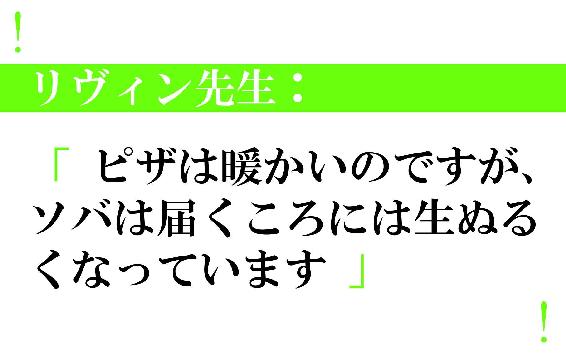 ！
リヴィン先生：
「 ピザは暖かいのですが、
ソバは届くころには生ぬる
くなっています 」
！